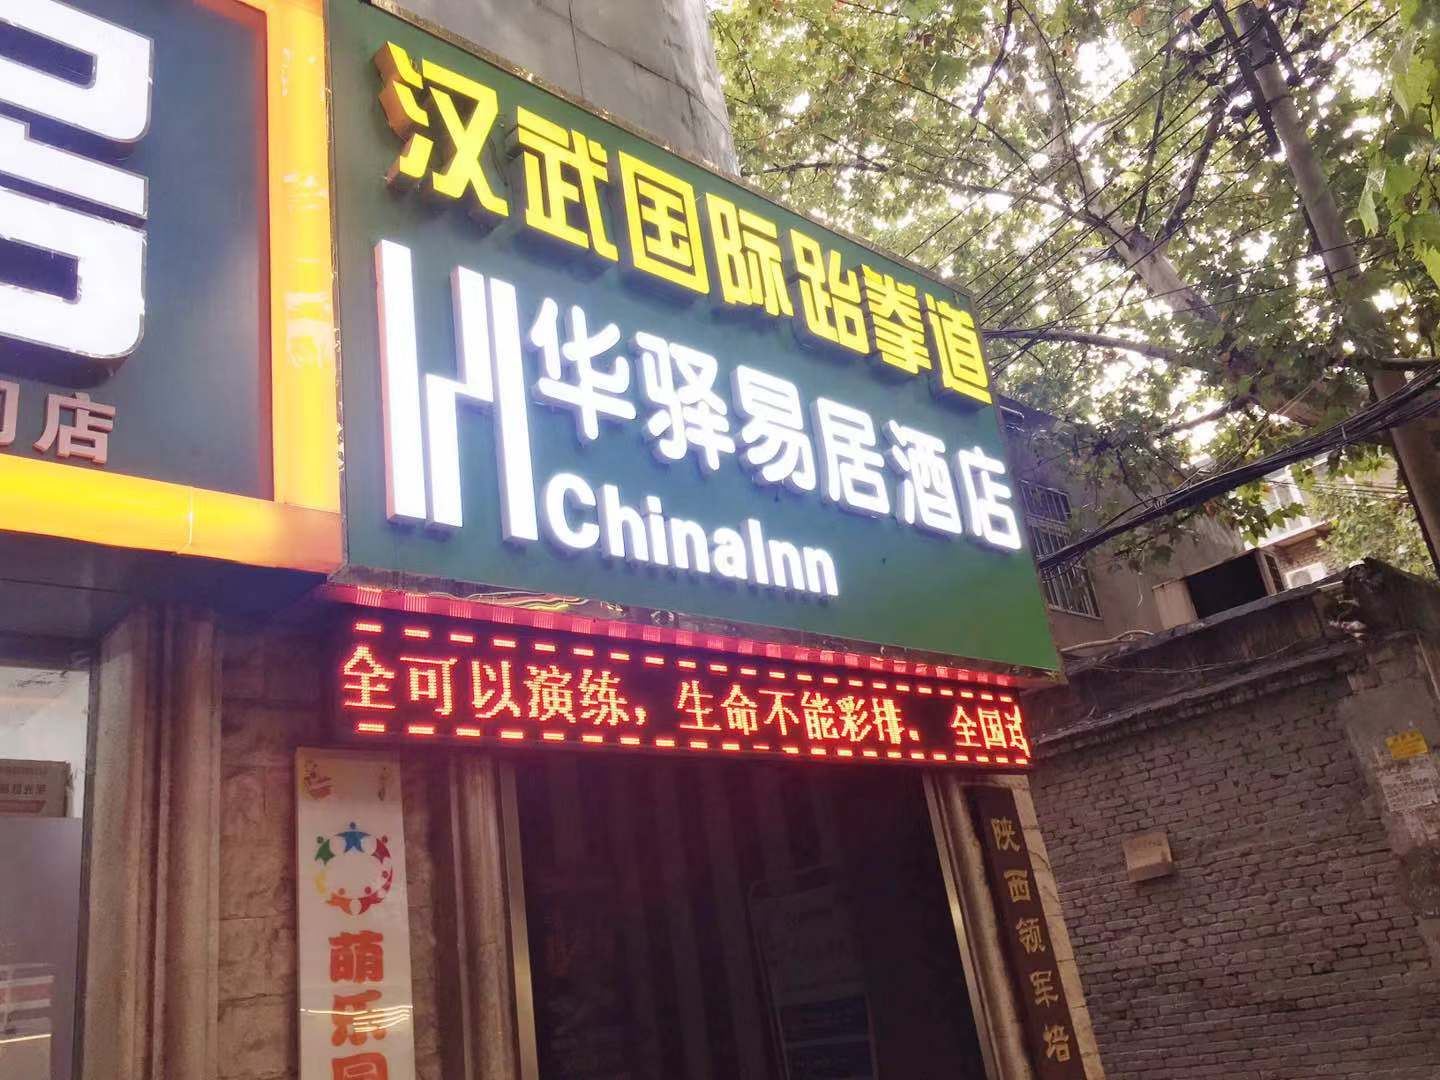 汉武国际跆拳道
华驿易居酒店
ChinaInn
店
全可以演练，生命不能彩排。全国
萌乐
陕西领军培